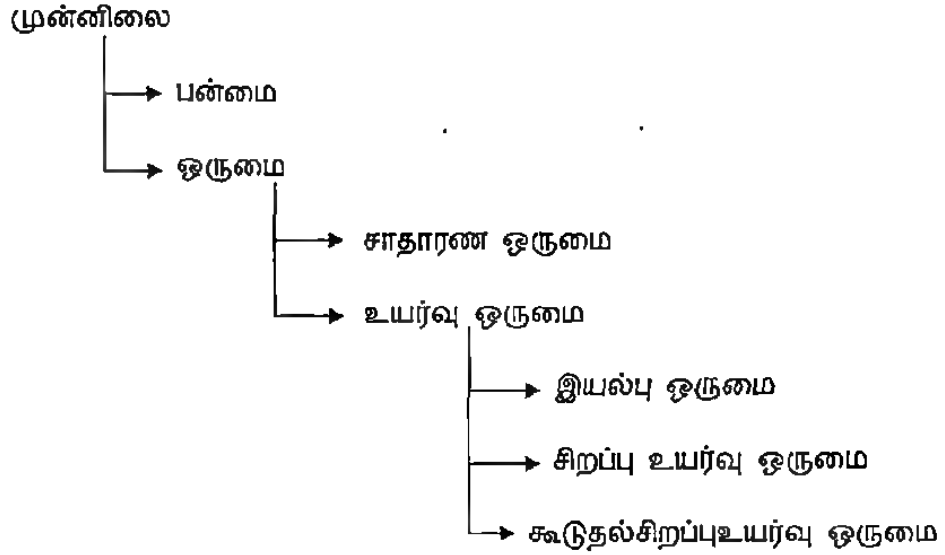 முன்னிலை
பன்மை
ஒருமை
சாதாரண ஒருமை
உயர்வு ஒருமை
இயல்பு ஒருமை
சிறப்பு உயர்வு ஒருமை
கூடுதல்சிறப்புஉயர்வு ஒருமை